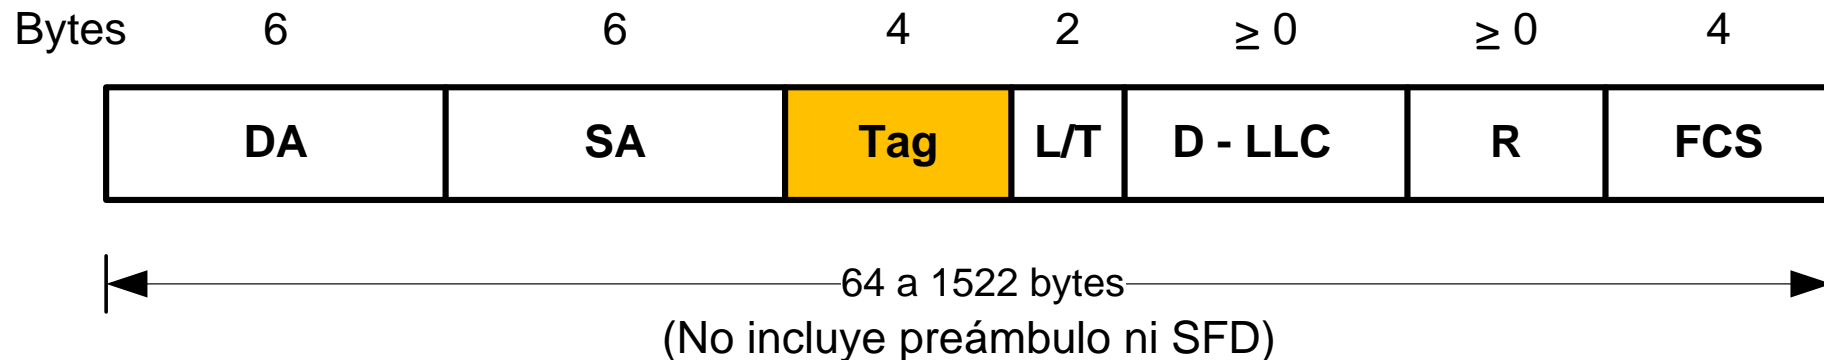 Bytes 6 6 4 2 ≥ 0 ≥ 0 4
DA SA Tag L/T D - LLC R FCS
64 a 1522 bytes
(No incluye preámbulo ni SFD)